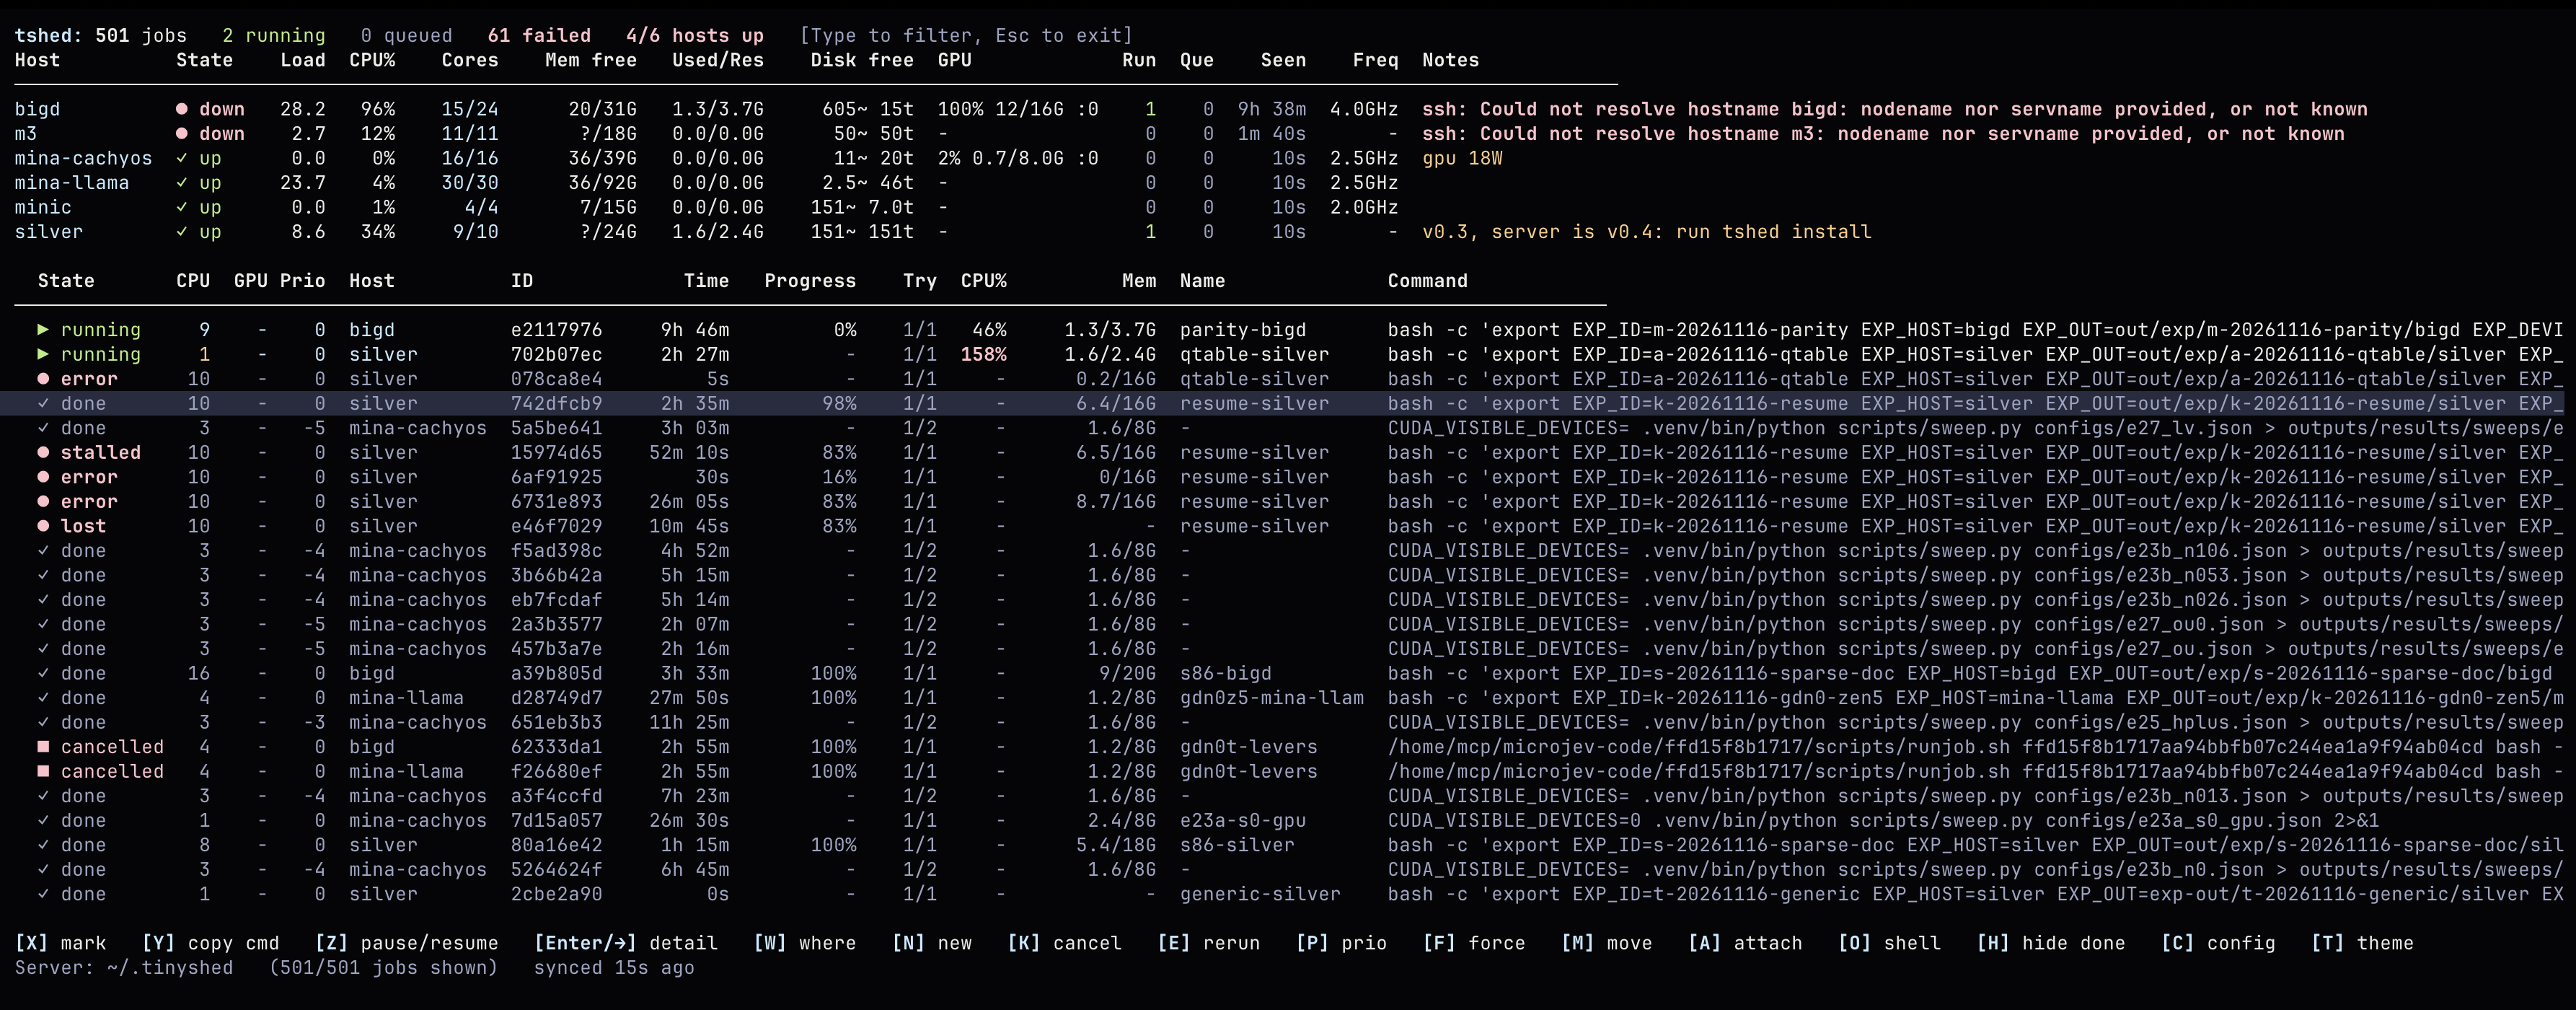 tshed: 501 jobs   2 running   0 queued   61 failed   4/6 hosts up   [Type to filter, Esc to exit]
Host   State   Load   CPU%   Cores   Mem free   Used/Res   Disk free   GPU   Run   Que   Seen   Freq   Notes
bigd   ● down   28.2   96%   15/24   20/31G   1.3/3.7G   605~ 15t   100% 12/16G :0   1   0   9h 38m   4.0GHz   ssh: Could not resolve hostname bigd: nodename nor servname provided, or not known
m3   ● down   2.7   12%   11/11   ?/18G   0.0/0.0G   50~ 50t   -   0   0   1m 40s   -   ssh: Could not resolve hostname m3: nodename nor servname provided, or not known
mina-cachyos   ✓ up   0.0   0%   16/16   36/39G   0.0/0.0G   11~ 20t   2% 0.7/8.0G :0   0   0   10s   2.5GHz   gpu 18W
mina-llama   ✓ up   23.7   4%   30/30   36/92G   0.0/0.0G   2.5~ 46t   -   0   0   10s   2.5GHz
minic   ✓ up   0.0   1%   4/4   7/15G   0.0/0.0G   151~ 7.0t   -   0   0   10s   2.0GHz
silver   ✓ up   8.6   34%   9/10   ?/24G   1.6/2.4G   151~ 151t   -   1   0   10s   -   v0.3, server is v0.4: run tshed install
State   CPU   GPU   Prio   Host   ID   Time   Progress   Try   CPU%   Mem   Name   Command
▶ running   9   -   0   bigd   e2117976   9h 46m   0%   1/1   46%   1.3/3.7G   parity-bigd   bash -c 'export EXP_ID=m-20261116-parity EXP_HOST=bigd EXP_OUT=out/exp/m-20261116-parity/bigd EXP_DEVI
▶ running   1   -   0   silver   702b07ec   2h 27m   -   1/1   158%   1.6/2.4G   qtable-silver   bash -c 'export EXP_ID=a-20261116-qtable EXP_HOST=silver EXP_OUT=out/exp/a-20261116-qtable/silver EXP_
● error   10   -   0   silver   078ca8e4   5s   -   1/1   -   0.2/16G   qtable-silver   bash -c 'export EXP_ID=a-20261116-qtable EXP_HOST=silver EXP_OUT=out/exp/a-20261116-qtable/silver EXP_
✓ done   10   -   0   silver   742dfcb9   2h 35m   98%   1/1   -   6.4/16G   resume-silver   bash -c 'export EXP_ID=k-20261116-resume EXP_HOST=silver EXP_OUT=out/exp/k-20261116-resume/silver EXP_
✓ done   3   -   -5   mina-cachyos   5a5be641   3h 03m   -   1/2   -   1.6/8G   -   CUDA_VISIBLE_DEVICES= .venv/bin/python scripts/sweep.py configs/e27_lv.json > outputs/results/sweeps/e
● stalled   10   -   0   silver   15974d65   52m 10s   83%   1/1   -   6.5/16G   resume-silver   bash -c 'export EXP_ID=k-20261116-resume EXP_HOST=silver EXP_OUT=out/exp/k-20261116-resume/silver EXP_
● error   10   -   0   silver   6af91925   30s   16%   1/1   -   0/16G   resume-silver   bash -c 'export EXP_ID=k-20261116-resume EXP_HOST=silver EXP_OUT=out/exp/k-20261116-resume/silver EXP_
● error   10   -   0   silver   6731e893   26m 05s   83%   1/1   -   8.7/16G   resume-silver   bash -c 'export EXP_ID=k-20261116-resume EXP_HOST=silver EXP_OUT=out/exp/k-20261116-resume/silver EXP_
● lost   10   -   0   silver   e46f7029   10m 45s   83%   1/1   -   -   resume-silver   bash -c 'export EXP_ID=k-20261116-resume EXP_HOST=silver EXP_OUT=out/exp/k-20261116-resume/silver EXP_
✓ done   3   -   -4   mina-cachyos   f5ad398c   4h 52m   -   1/2   -   1.6/8G   -   CUDA_VISIBLE_DEVICES= .venv/bin/python scripts/sweep.py configs/e23b_n106.json > outputs/results/sweep
✓ done   3   -   -4   mina-cachyos   3b66b42a   5h 15m   -   1/2   -   1.6/8G   -   CUDA_VISIBLE_DEVICES= .venv/bin/python scripts/sweep.py configs/e23b_n053.json > outputs/results/sweep
✓ done   3   -   -4   mina-cachyos   eb7fcdaf   5h 14m   -   1/2   -   1.6/8G   -   CUDA_VISIBLE_DEVICES= .venv/bin/python scripts/sweep.py configs/e23b_n026.json > outputs/results/sweep
✓ done   3   -   -5   mina-cachyos   2a3b3577   2h 07m   -   1/2   -   1.6/8G   -   CUDA_VISIBLE_DEVICES= .venv/bin/python scripts/sweep.py configs/e27_ou0.json > outputs/results/sweeps/
✓ done   3   -   -5   mina-cachyos   457b3a7e   2h 16m   -   1/2   -   1.6/8G   -   CUDA_VISIBLE_DEVICES= .venv/bin/python scripts/sweep.py configs/e27_ou.json > outputs/results/sweeps/e
✓ done   16   -   0   bigd   a39b805d   3h 33m   100%   1/1   -   9/20G   s86-bigd   bash -c 'export EXP_ID=s-20261116-sparse-doc EXP_HOST=bigd EXP_OUT=out/exp/s-20261116-sparse-doc/bigd
✓ done   4   -   0   mina-llama   d28749d7   27m 50s   100%   1/1   -   1.2/8G   gdn0z5-mina-llam   bash -c 'export EXP_ID=k-20261116-gdn0-zen5 EXP_HOST=mina-llama EXP_OUT=out/exp/k-20261116-gdn0-zen5/m
✓ done   3   -   -3   mina-cachyos   651eb3b3   11h 25m   -   1/2   -   1.6/8G   -   CUDA_VISIBLE_DEVICES= .venv/bin/python scripts/sweep.py configs/e25_hplus.json > outputs/results/sweep
■ cancelled   4   -   0   bigd   62333da1   2h 55m   100%   1/1   -   1.2/8G   gdn0t-levers   /home/mcp/microjev-code/ffd15f8b1717/scripts/runjob.sh ffd15f8b1717aa94bbfb07c244ea1a9f94ab04cd bash -
■ cancelled   4   -   0   mina-llama   f26680ef   2h 55m   100%   1/1   -   1.2/8G   gdn0t-levers   /home/mcp/microjev-code/ffd15f8b1717/scripts/runjob.sh ffd15f8b1717aa94bbfb07c244ea1a9f94ab04cd bash -
✓ done   3   -   -4   mina-cachyos   a3f4ccfd   7h 23m   -   1/2   -   1.6/8G   -   CUDA_VISIBLE_DEVICES= .venv/bin/python scripts/sweep.py configs/e23b_n013.json > outputs/results/sweep
✓ done   1   -   0   mina-cachyos   7d15a057   26m 30s   -   1/1   -   2.4/8G   e23a-s0-gpu   CUDA_VISIBLE_DEVICES=0 .venv/bin/python scripts/sweep.py configs/e23a_s0_gpu.json 2>&1
✓ done   8   -   0   silver   80a16e42   1h 15m   100%   1/1   -   5.4/18G   s86-silver   bash -c 'export EXP_ID=s-20261116-sparse-doc EXP_HOST=silver EXP_OUT=out/exp/s-20261116-sparse-doc/sil
✓ done   3   -   -4   mina-cachyos   5264624f   6h 45m   -   1/2   -   1.6/8G   -   CUDA_VISIBLE_DEVICES= .venv/bin/python scripts/sweep.py configs/e23b_n0.json > outputs/results/sweeps/
✓ done   1   -   0   silver   2cbe2a90   0s   -   1/1   -   -   generic-silver   bash -c 'export EXP_ID=t-20261116-generic EXP_HOST=silver EXP_OUT=exp-out/t-20261116-generic/silver EX
[X] mark   [Y] copy cmd   [Z] pause/resume   [Enter/→] detail   [W] where   [N] new   [K] cancel   [E] rerun   [P] prio   [F] force   [M] move   [A] attach   [O] shell   [H] hide done   [C] config   [T] theme
Server: ~/.tinyshed   (501/501 jobs shown)   synced 15s ago